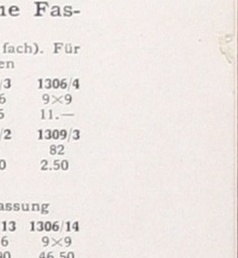 ne Fas-
fach). Für
en
/3 1306/4
6 9×9
5 11.—
/2 1309/3
82
0 2.50
assung
13 1306/14
6 9×9
90 46.50